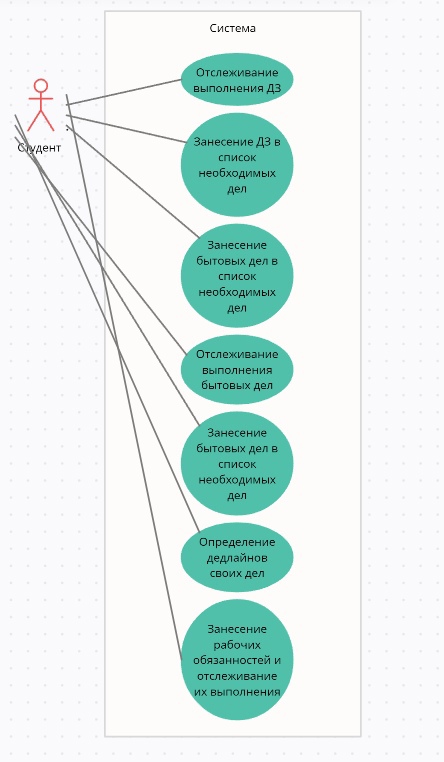 Система
Отслеживание
выполнения ДЗ
Студент
Занесение ДЗ в
список
необходимых
дел
Занесение
бытовых дел в
список
необходимых
дел
Отслеживание
выполнения
бытовых дел
Занесение
бытовых дел в
список
необходимых
дел
Определение
дедлайнов
своих дел
Занесение
рабочих
обязанностей и
отслеживание
их выполнения